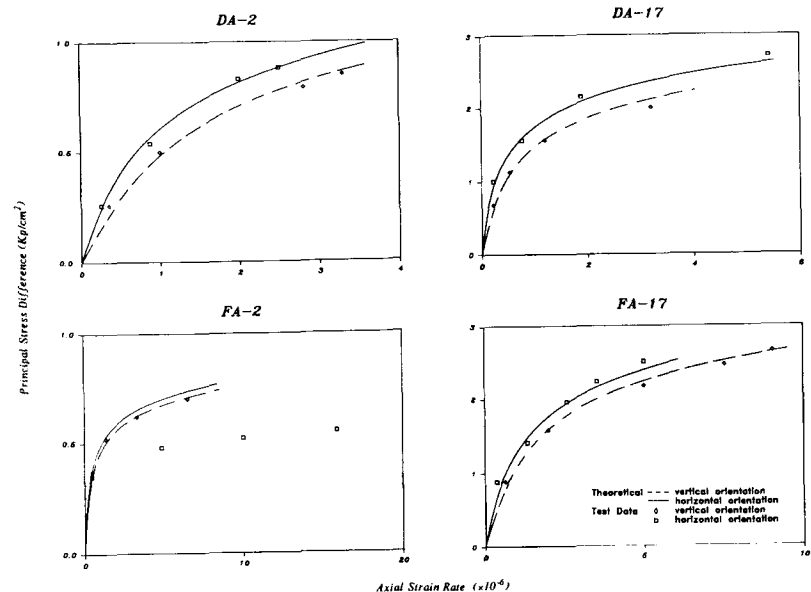 DA-2
DA-17
1.0
0.5
0.0
0
1
2
3
4
3
2
1
0
0
2
4
6
Principal Stress Difference (Kp/cm²)
FA-2
FA-17
1.0
0.5
0.0
0
10
20
3
2
1
0
0
5
10
Theoretical vertical orientation
horizontal orientation
Test Data vertical orientation
horizontal orientation
Axial Strain Rate (×10⁻⁶)